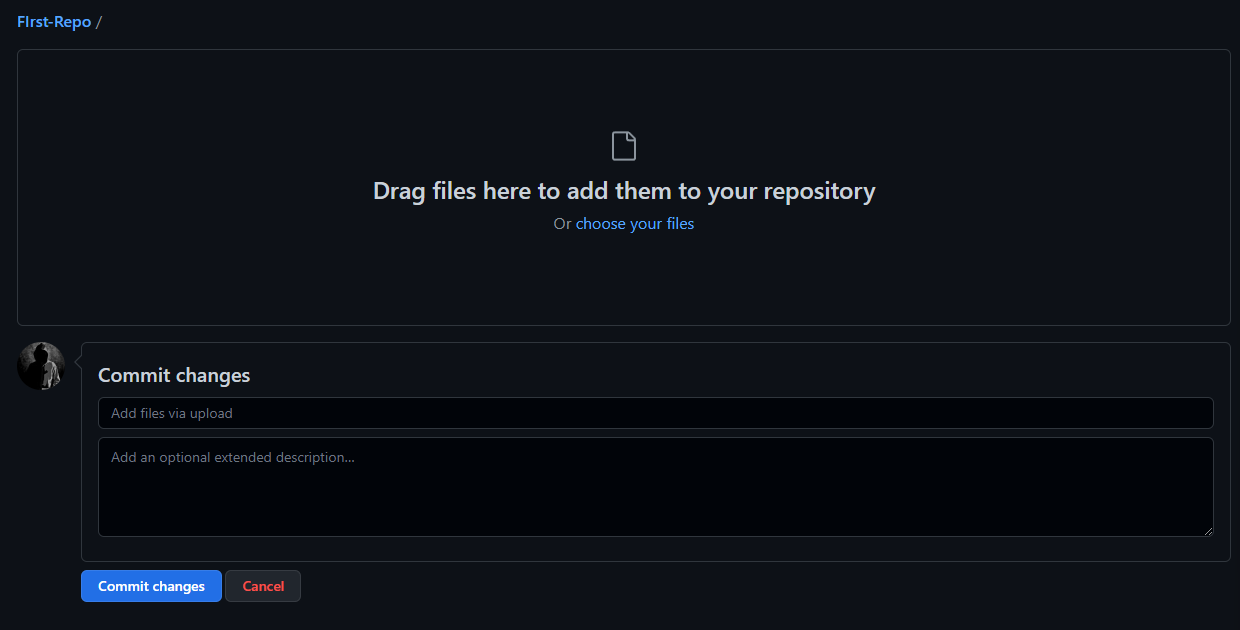 FIrst-Repo /
Drag files here to add them to your repository
Or choose your files
Commit changes
Add files via upload
Add an optional extended description...
Commit changes
Cancel